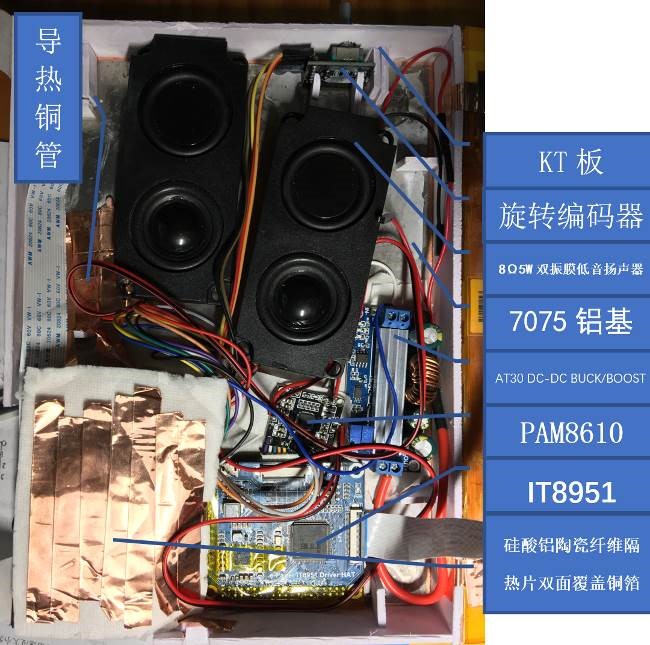 导
热
铜
管
KT 板
旋转编码器
8Ω5W 双振膜低音扬声器
7075 铝基
AT30 DC-DC BUCK/BOOST
PAM8610
IT8951
硅酸铝陶瓷纤维隔
热片双面覆盖铜箔
e-Paper IT8951 Driver HAT